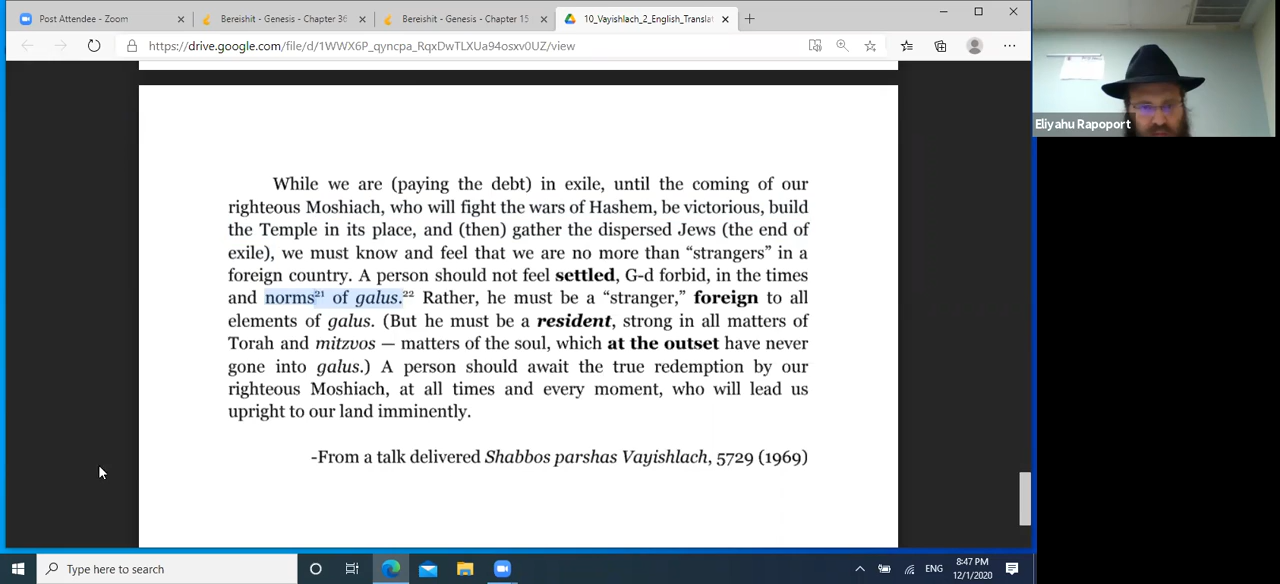 Post Attendee - Zoom
Bereishit - Genesis - Chapter 36
Bereishit - Genesis - Chapter 15
10_Vayishlach_2_English_Translat
https://drive.google.com/file/d/1WWX6P_qyncpa_RqxDwTLXUa94osxv0UZ/view
Eliyahu Rapoport
While we are (paying the debt) in exile, until the coming of our
righteous Moshiach, who will fight the wars of Hashem, be victorious, build
the Temple in its place, and (then) gather the dispersed Jews (the end of
exile), we must know and feel that we are no more than “strangers” in a
foreign country. A person should not feel settled, G-d forbid, in the times
and norms²¹ of galus.²² Rather, he must be a “stranger,” foreign to all
elements of galus. (But he must be a resident, strong in all matters of
Torah and mitzvos — matters of the soul, which at the outset have never
gone into galus.) A person should await the true redemption by our
righteous Moshiach, at all times and every moment, who will lead us
upright to our land imminently.
-From a talk delivered Shabbos parshas Vayishlach, 5729 (1969)
Type here to search
ENG
8:47 PM
12/1/2020